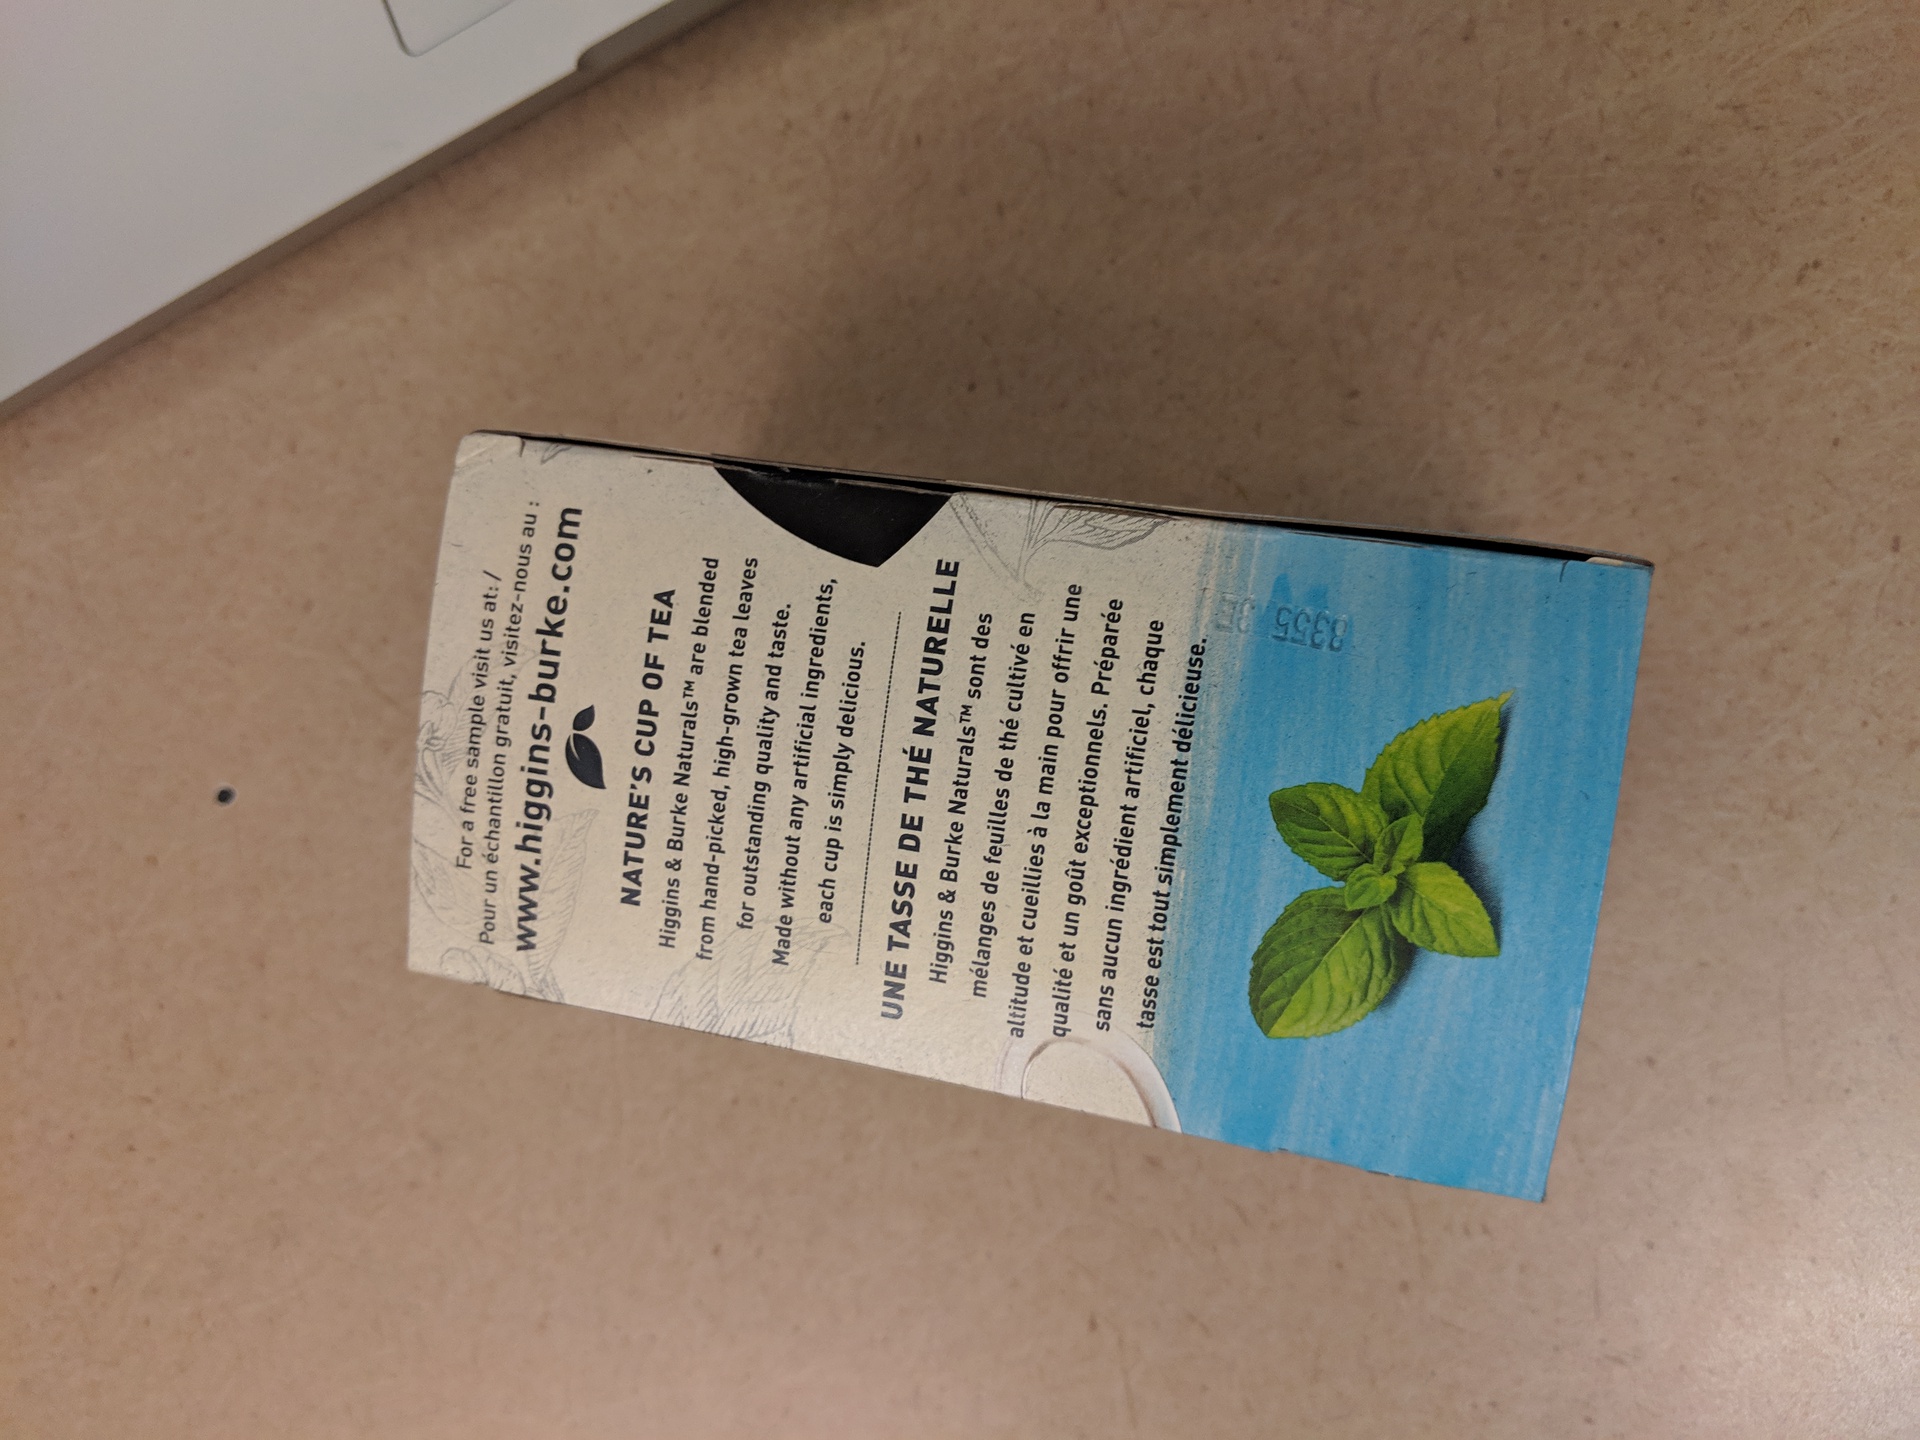 For a free sample visit us at: /
Pour un échantillon gratuit, visitez-nous au :
www.higgins-burke.com
NATURE'S CUP OF TEA
Higgins & Burke Naturals™ are blended
from hand-picked, high-grown tea leaves
for outstanding quality and taste.
Made without any artificial ingredients,
each cup is simply delicious.
UNE TASSE DE THÉ NATURELLE
Higgins & Burke Naturals™ sont des
mélanges de feuilles de thé cultivé en
altitude et cueillies à la main pour offrir une
qualité et un goût exceptionnels. Préparée
sans aucun ingrédient artificiel, chaque
tasse est tout simplement délicieuse.
8355